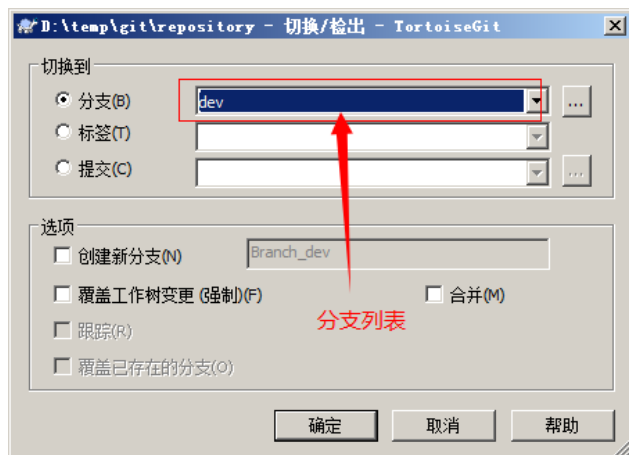 D:\temp\git\repository - 切换/检出 - TortoiseGit
切换到
分支(B)
dev
...
标签(T)
提交(C)
...
选项
创建新分支(N)
Branch_dev
覆盖工作树变更(强制)(F)
合并(M)
跟踪(R)
分支列表
覆盖已存在的分支(O)
确定
取消
帮助